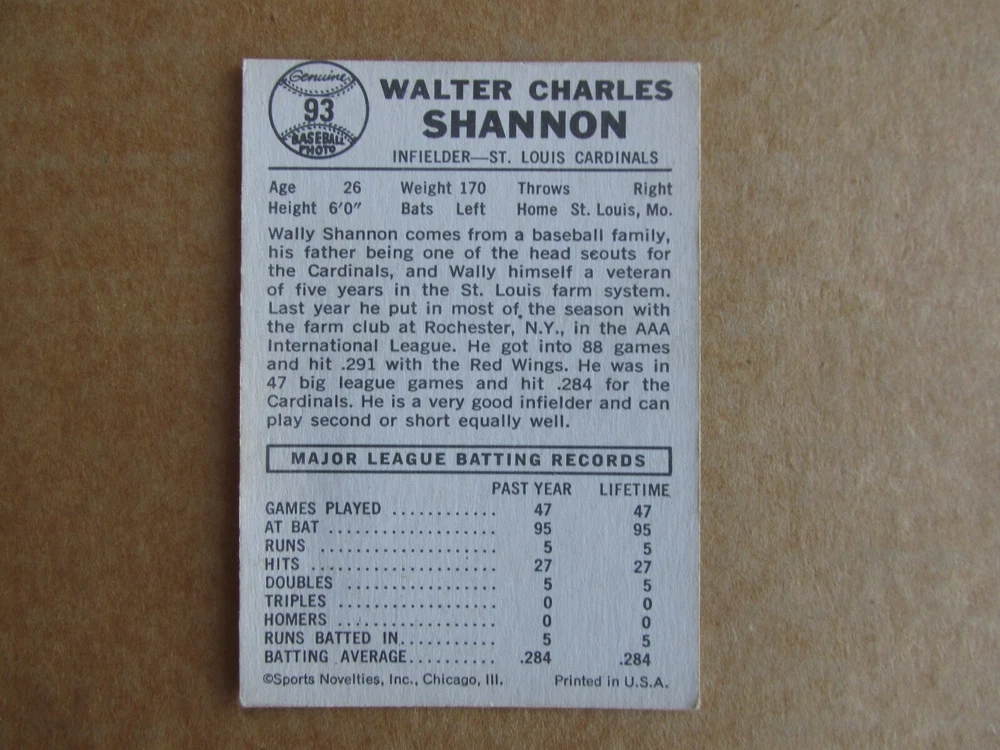 Genuine
93
BASEBALL
PHOTO
WALTER CHARLES
SHANNON
INFIELDER—ST. LOUIS CARDINALS
Age 26 Weight 170 Throws Right
Height 6'0" Bats Left Home St. Louis, Mo.
Wally Shannon comes from a baseball family,
his father being one of the head scouts for
the Cardinals, and Wally himself a veteran
of five years in the St. Louis farm system.
Last year he put in most of the season with
the farm club at Rochester, N.Y., in the AAA
International League. He got into 88 games
and hit .291 with the Red Wings. He was in
47 big league games and hit .284 for the
Cardinals. He is a very good infielder and can
play second or short equally well.
MAJOR LEAGUE BATTING RECORDS
PAST YEAR LIFETIME
GAMES PLAYED ............ 47 47
AT BAT .................... 95 95
RUNS ...................... 5 5
HITS ....................... 27 27
DOUBLES ................. 5 5
TRIPLES .................. 0 0
HOMERS .................. 0 0
RUNS BATTED IN........... 5 5
BATTING AVERAGE.......... .284 .284
©Sports Novelties, Inc., Chicago, Ill. Printed in U.S.A.